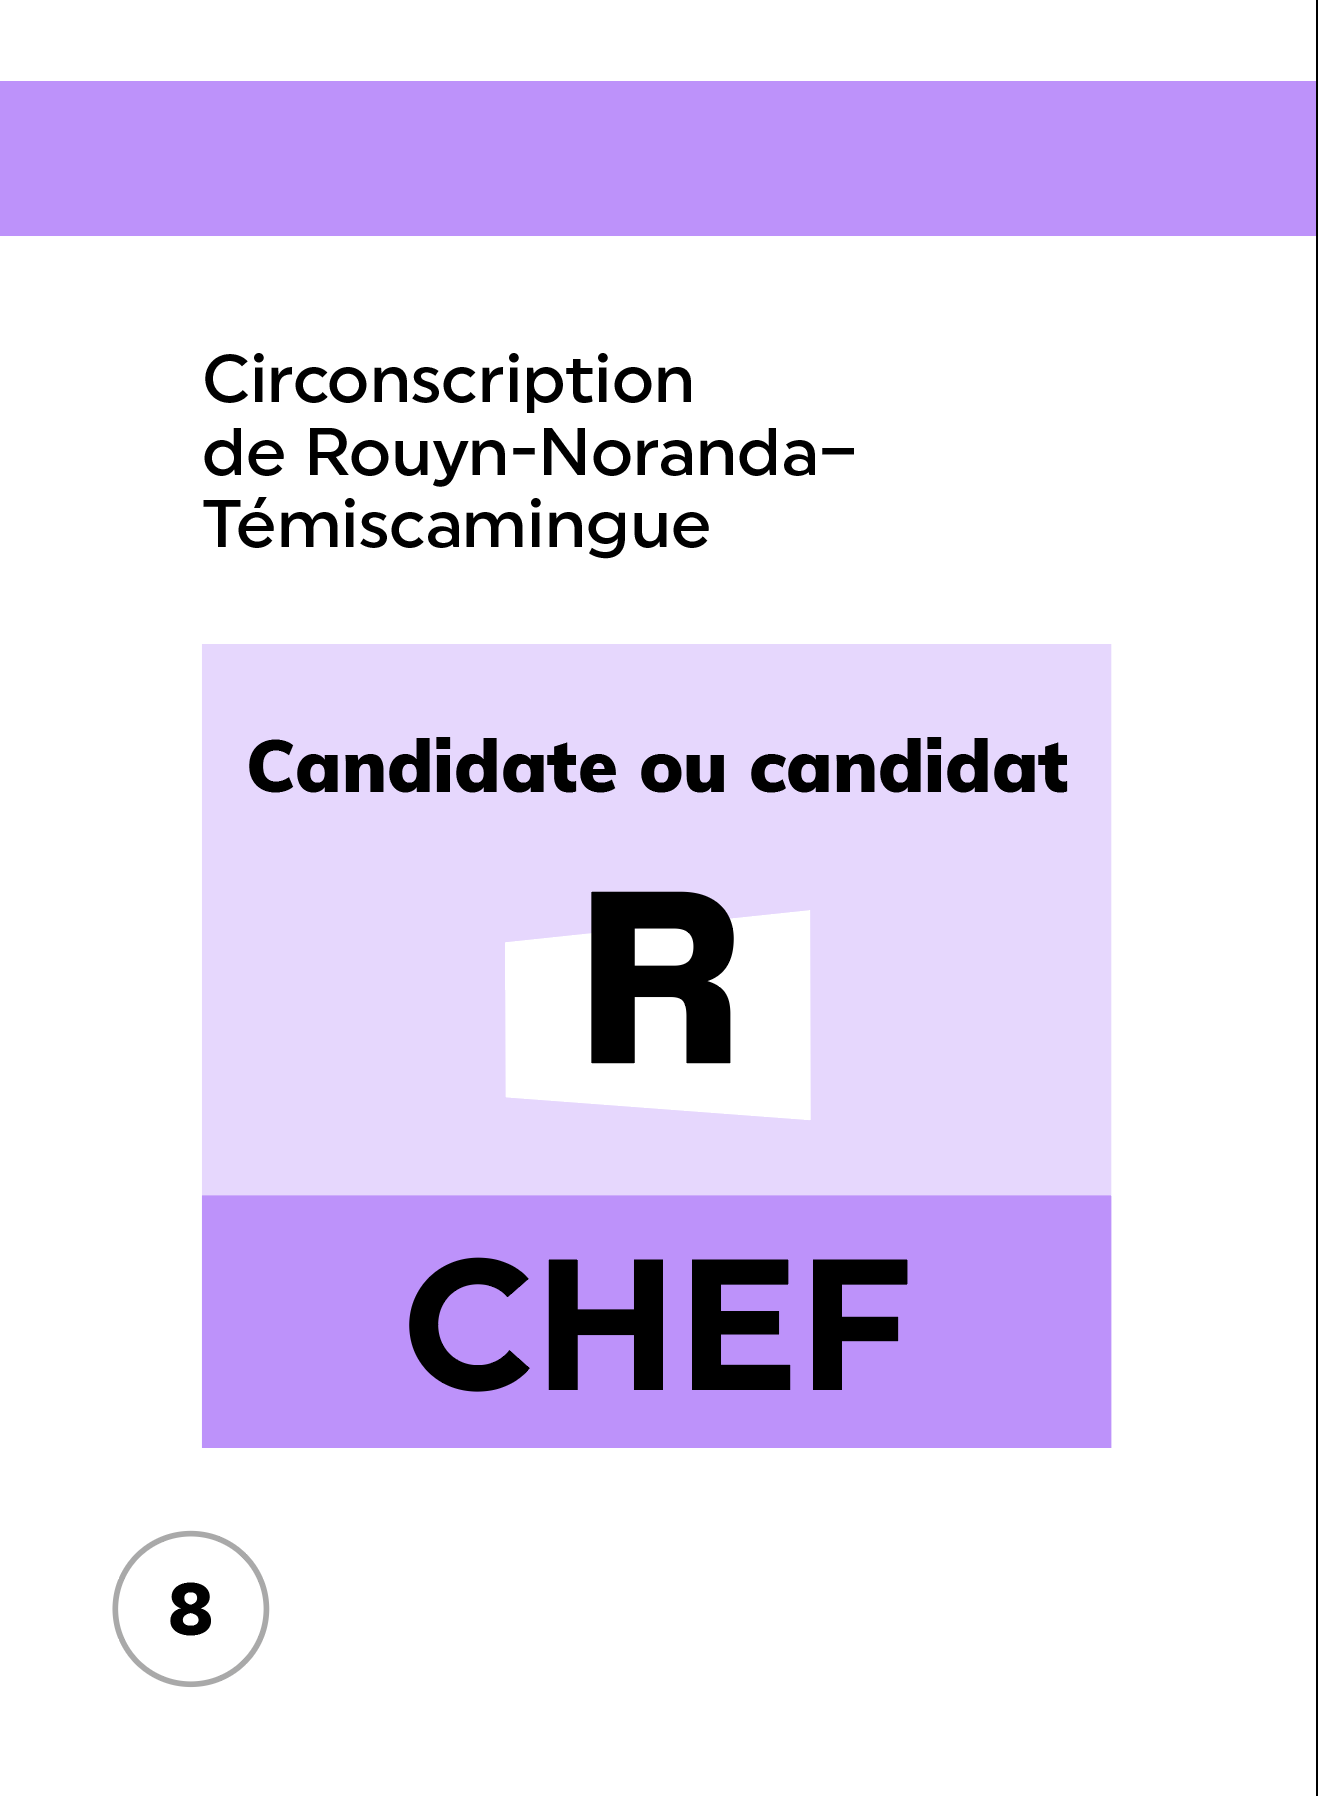 Circonscription
de Rouyn-Noranda–
Témiscamingue
Candidate ou candidat
R
CHEF
8